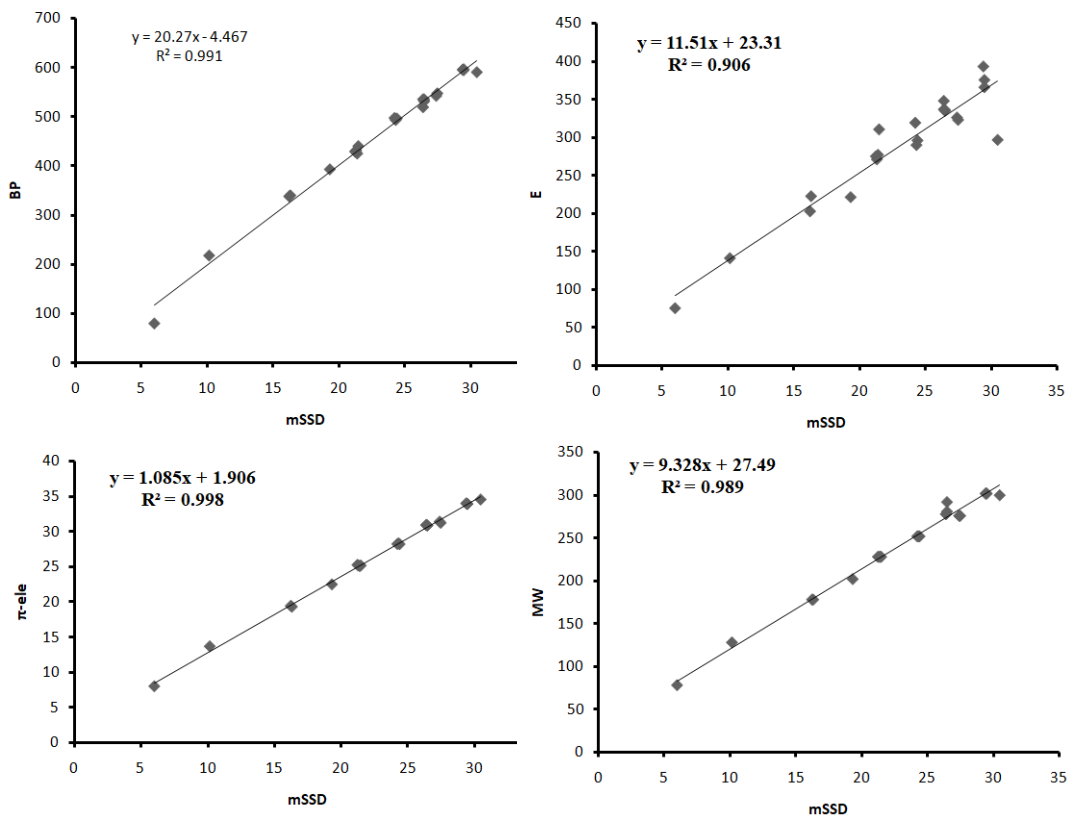 y = 20.27x - 4.467
R² = 0.991
BP
700
600
500
400
300
200
100
0
0 5 10 15 20 25 30
mSSD
y = 11.51x + 23.31
R² = 0.906
E
450
400
350
300
250
200
150
100
50
0
0 5 10 15 20 25 30 35
mSSD
y = 1.085x + 1.906
R² = 0.998
π-ele
40
35
30
25
20
15
10
5
0
0 5 10 15 20 25 30
mSSD
y = 9.328x + 27.49
R² = 0.989
MW
350
300
250
200
150
100
50
0
0 5 10 15 20 25 30 35
mSSD